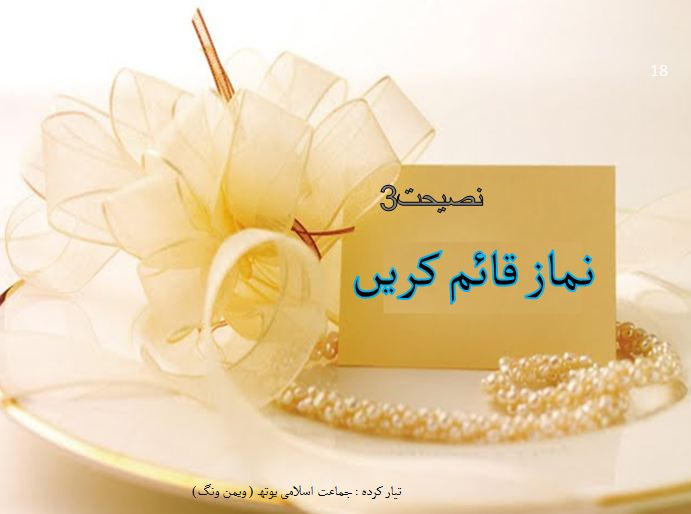 18
نصیحت3
نماز قائم کریں
تیار کردہ : جماعت اسلامی یوتھ ( ویمن ونگ )